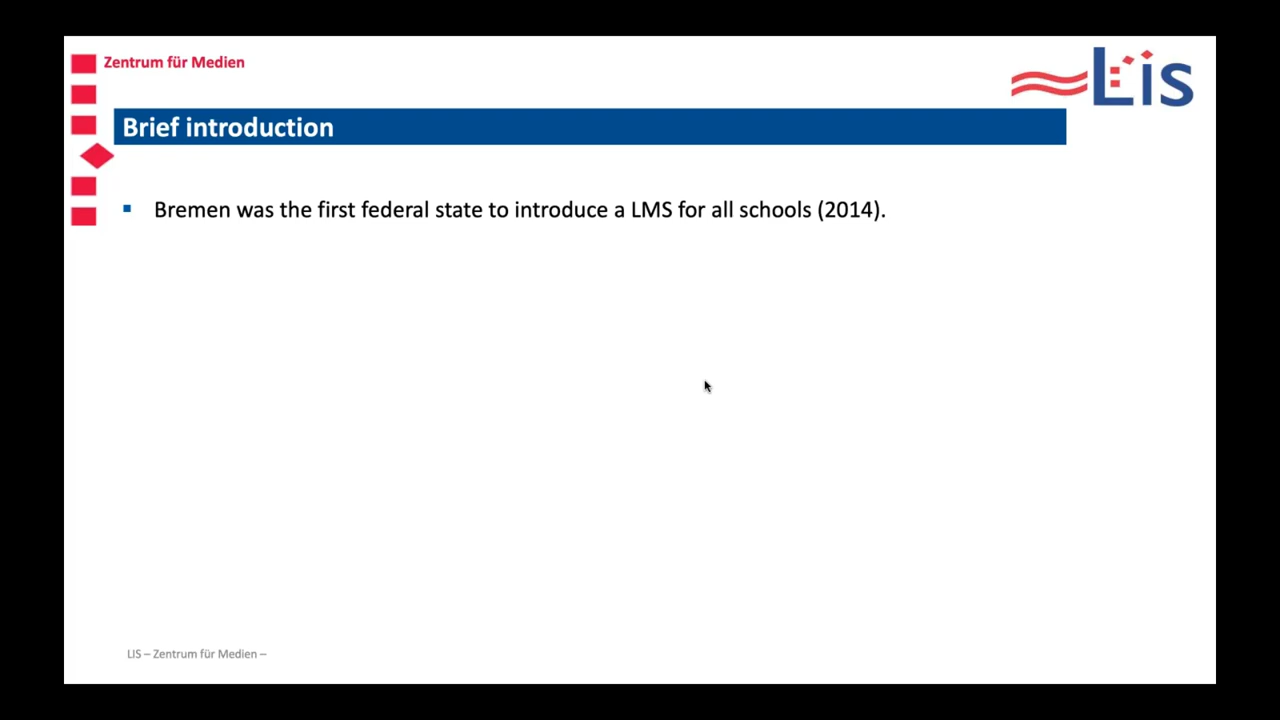 Zentrum für Medien
LiS
Brief introduction
Bremen was the first federal state to introduce a LMS for all schools (2014).
LIS – Zentrum für Medien –